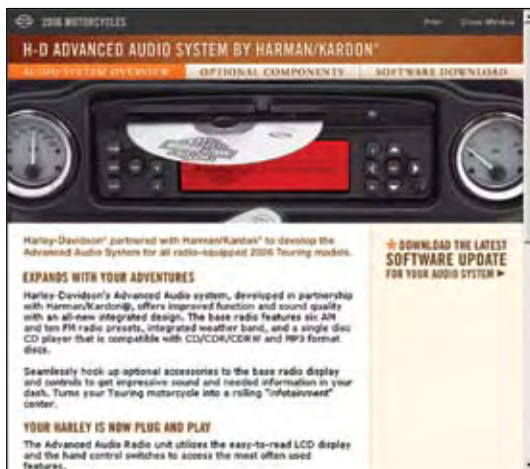 2006 MOTORCYCLES
Print Close Window
H-D ADVANCED AUDIO SYSTEM BY HARMAN/KARDON®
AUDIO SYSTEM OVERVIEW OPTIONAL COMPONENTS SOFTWARE DOWNLOAD
Harley-Davidson® partnered with Harman/Kardon® to develop the
Advanced Audio System for all radio-equipped 2006 Touring models.
EXPANDS WITH YOUR ADVENTURES
Harley-Davidson's Advanced Audio system, developed in partnership
with Harman/Kardon®, offers improved function and sound quality
with an all-new integrated design. The base radio features six AM
and ten FM radio presets, integrated weather band, and a single disc
CD player that is compatible with CD/CDR/CDRW and MP3 format
discs.
Seamlessly hook up optional accessories to the base radio display
and controls to get impressive sound and needed information in your
dash. Turns your Touring motorcycle into a rolling "infotainment"
center.
YOUR HARLEY IS NOW PLUG AND PLAY
The Advanced Audio Radio unit utilizes the easy-to-read LCD display
and the hand control switches to access the most often used
features.
* DOWNLOAD THE LATEST
SOFTWARE UPDATE
FOR YOUR AUDIO SYSTEM ►